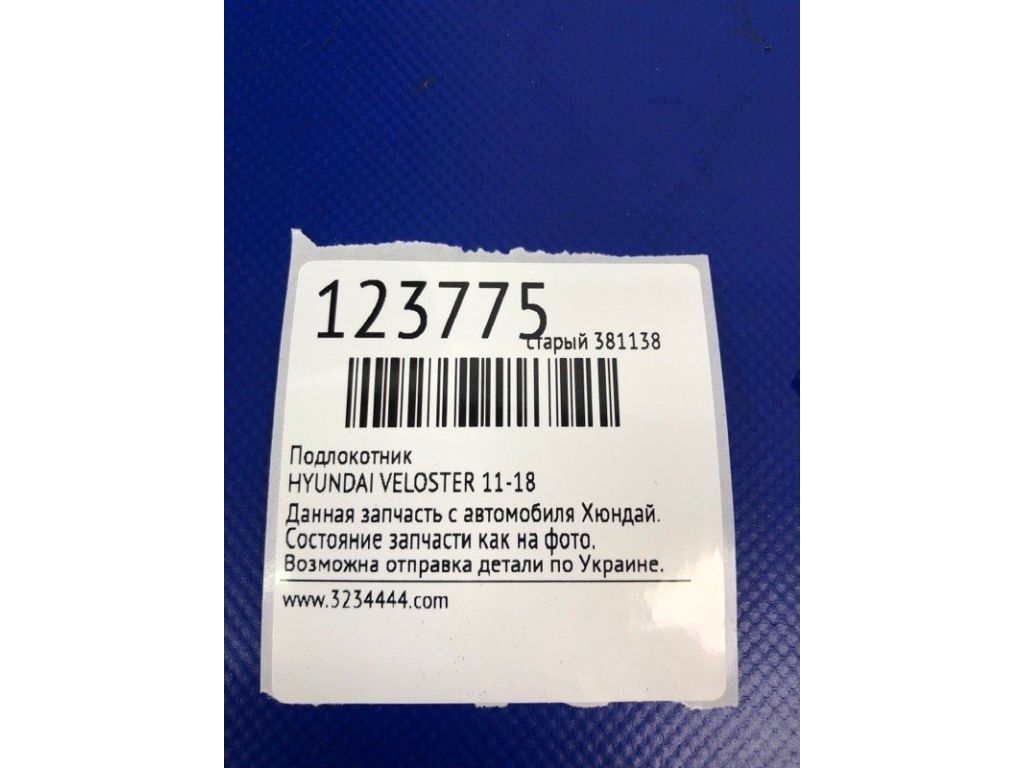 123775
старый 381138
Подлокотник
HYUNDAI VELOSTER 11-18
Данная запчасть с автомобиля Хюндай.
Состояние запчасти как на фото.
Возможна отправка детали по Украине.
www.3234444.com